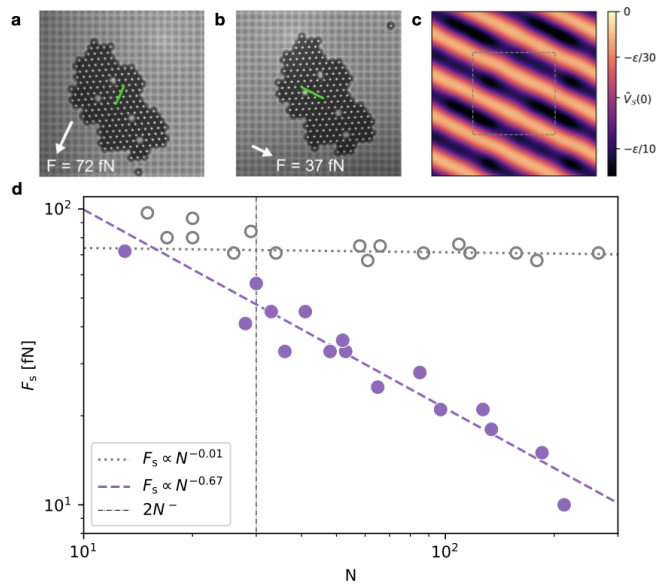 a
b
c
F = 72 fN
F = 37 fN
0
−ε/30
Ṽₛ(0)
−ε/10
d
10²
Fₛ [fN]
10¹
Fₛ ∝ N⁻⁰·⁰¹
Fₛ ∝ N⁻⁰·⁶⁷
2N⁻
10¹
10²
N